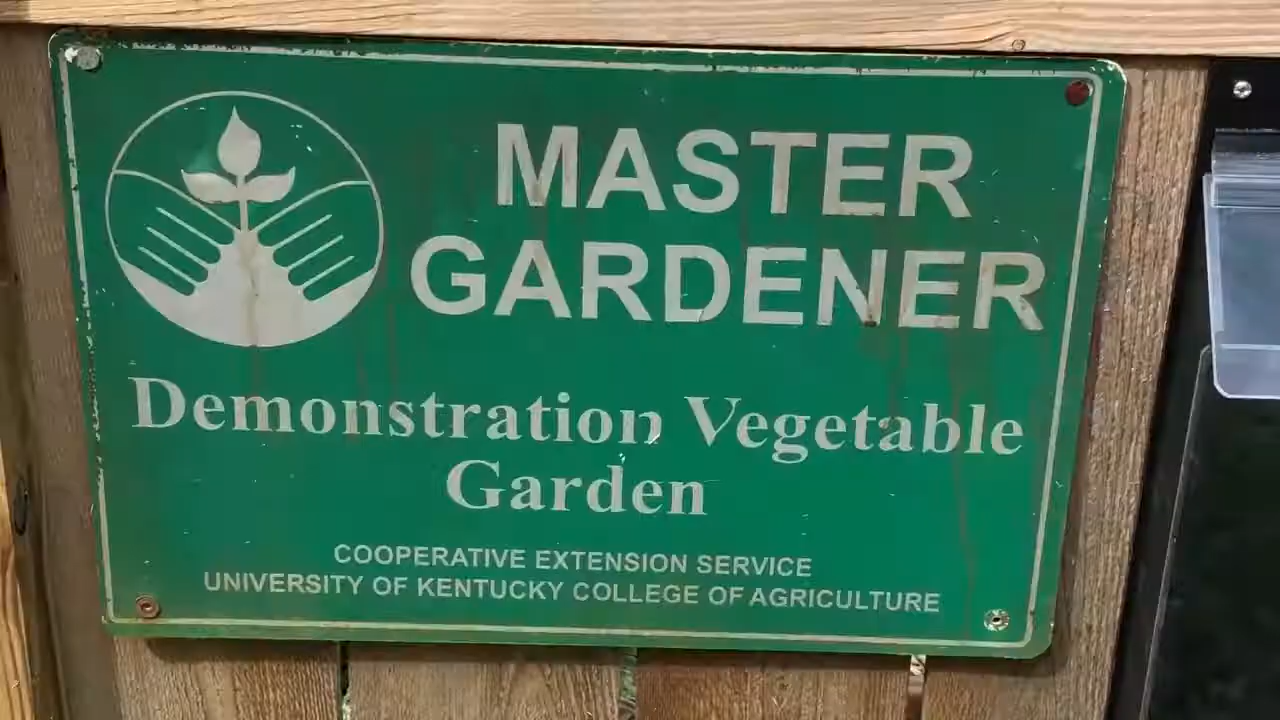 MASTER
GARDENER
Demonstration Vegetable
Garden
COOPERATIVE EXTENSION SERVICE
UNIVERSITY OF KENTUCKY COLLEGE OF AGRICULTURE